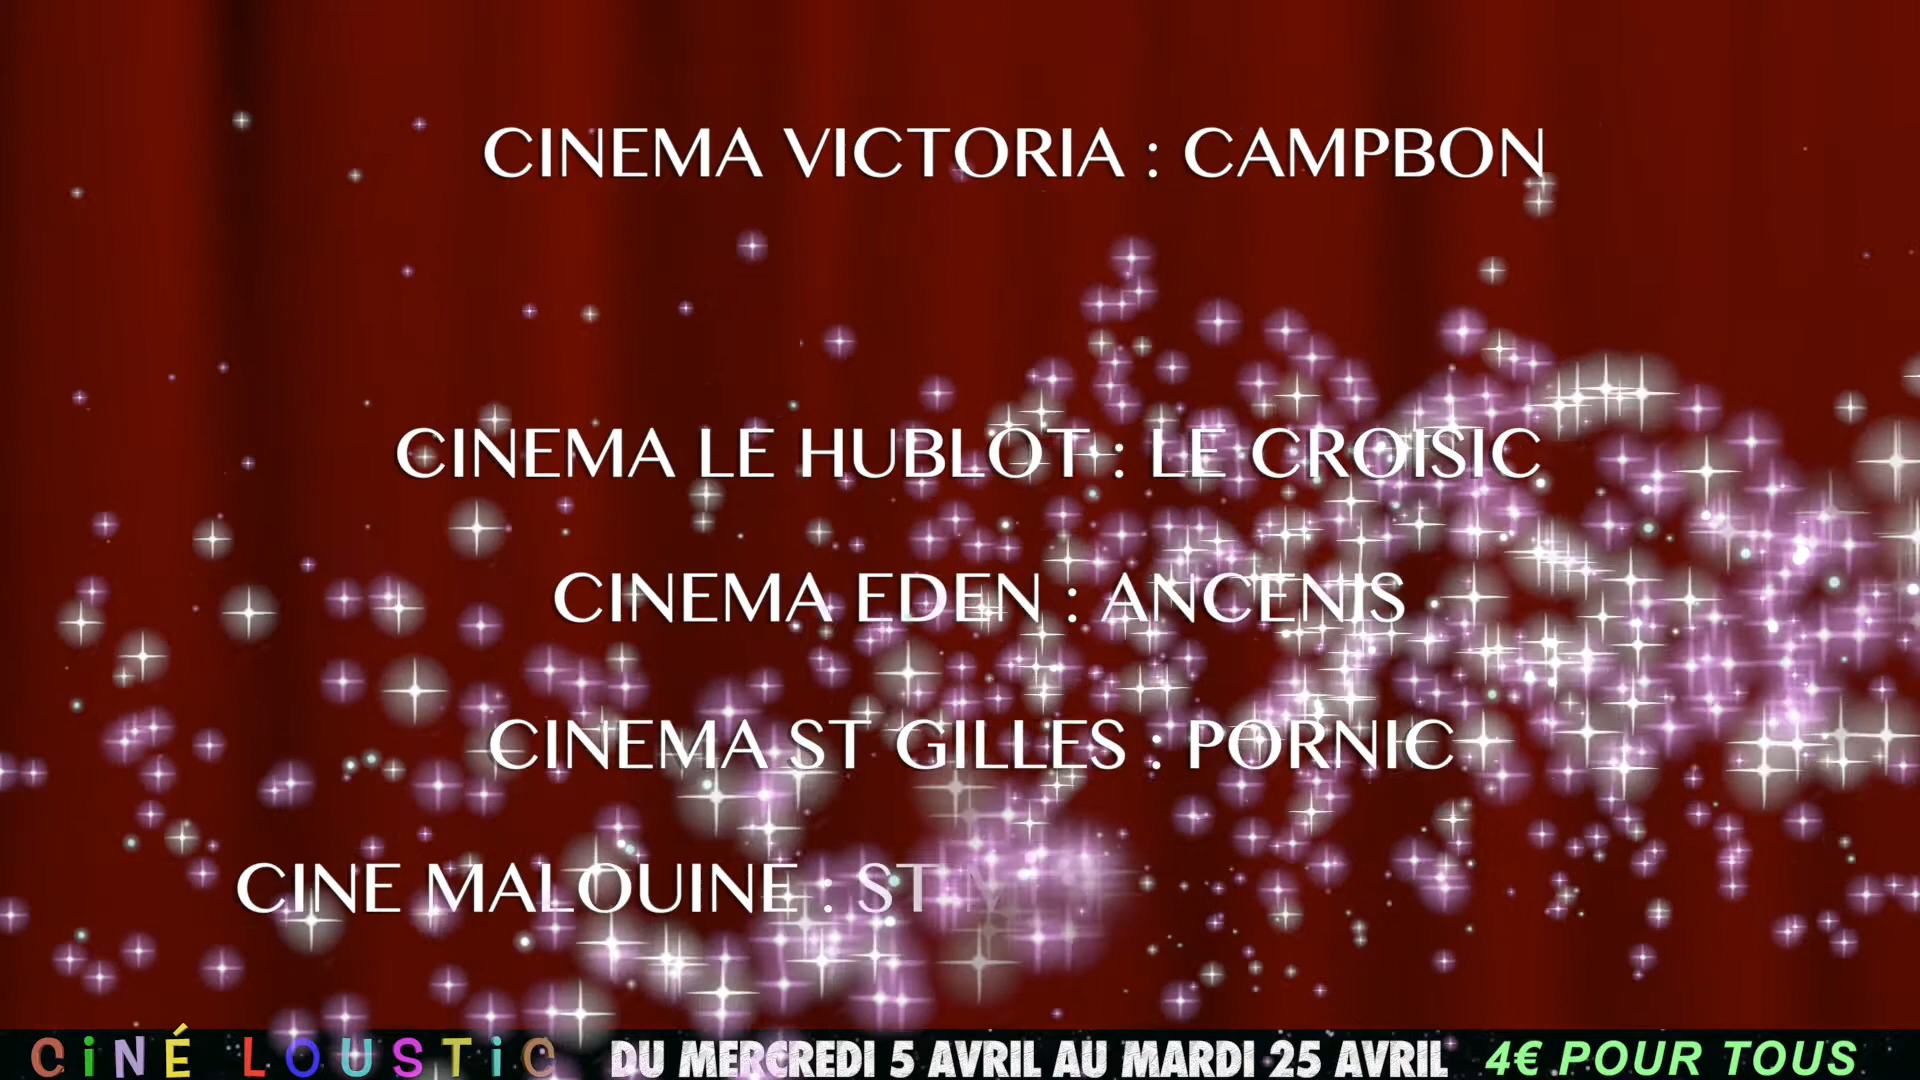 CINEMA VICTORIA : CAMPBON
CINEMA LE HUBLOT : LE CROISIC
CINEMA EDEN : ANCENIS
CINEMA ST GILLES : PORNIC
CINE MALOUINE : ST
CiNÉ LOUSTiC DU MERCREDI 5 AVRIL AU MARDI 25 AVRIL 4€ POUR TOUS